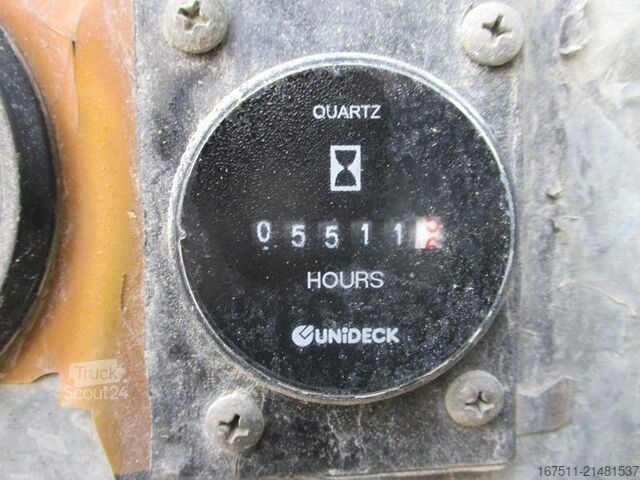 QUARTZ
05511
HOURS
UNiDECK
Truck
Scout24
167511-21481537